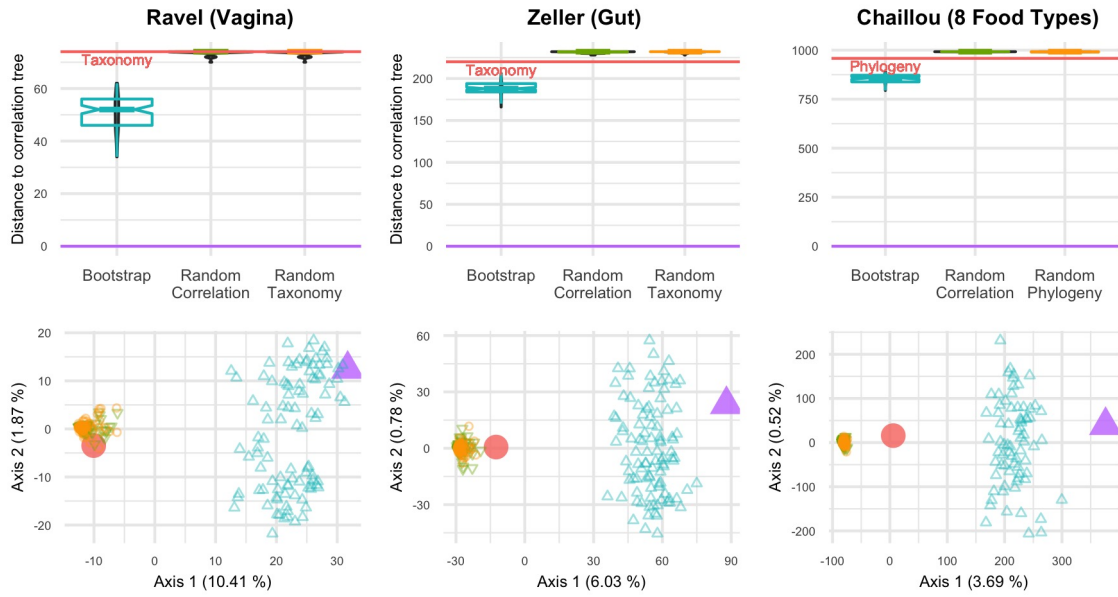 Ravel (Vagina)
Zeller (Gut)
Chaillou (8 Food Types)
Distance to correlation tree
60
40
20
0
Taxonomy
Bootstrap
Random
Correlation
Random
Taxonomy
Distance to correlation tree
200
150
100
50
0
Taxonomy
Bootstrap
Random
Correlation
Random
Taxonomy
Distance to correlation tree
1000
750
500
250
0
Phylogeny
Bootstrap
Random
Correlation
Random
Phylogeny
Axis 2 (1.87 %)
20
10
0
-10
-20
-10
0
10
20
30
Axis 1 (10.41 %)
Axis 2 (0.78 %)
60
30
0
-30
-30
0
30
60
90
Axis 1 (6.03 %)
Axis 2 (0.52 %)
200
100
0
-100
-200
-100
0
100
200
300
Axis 1 (3.69 %)